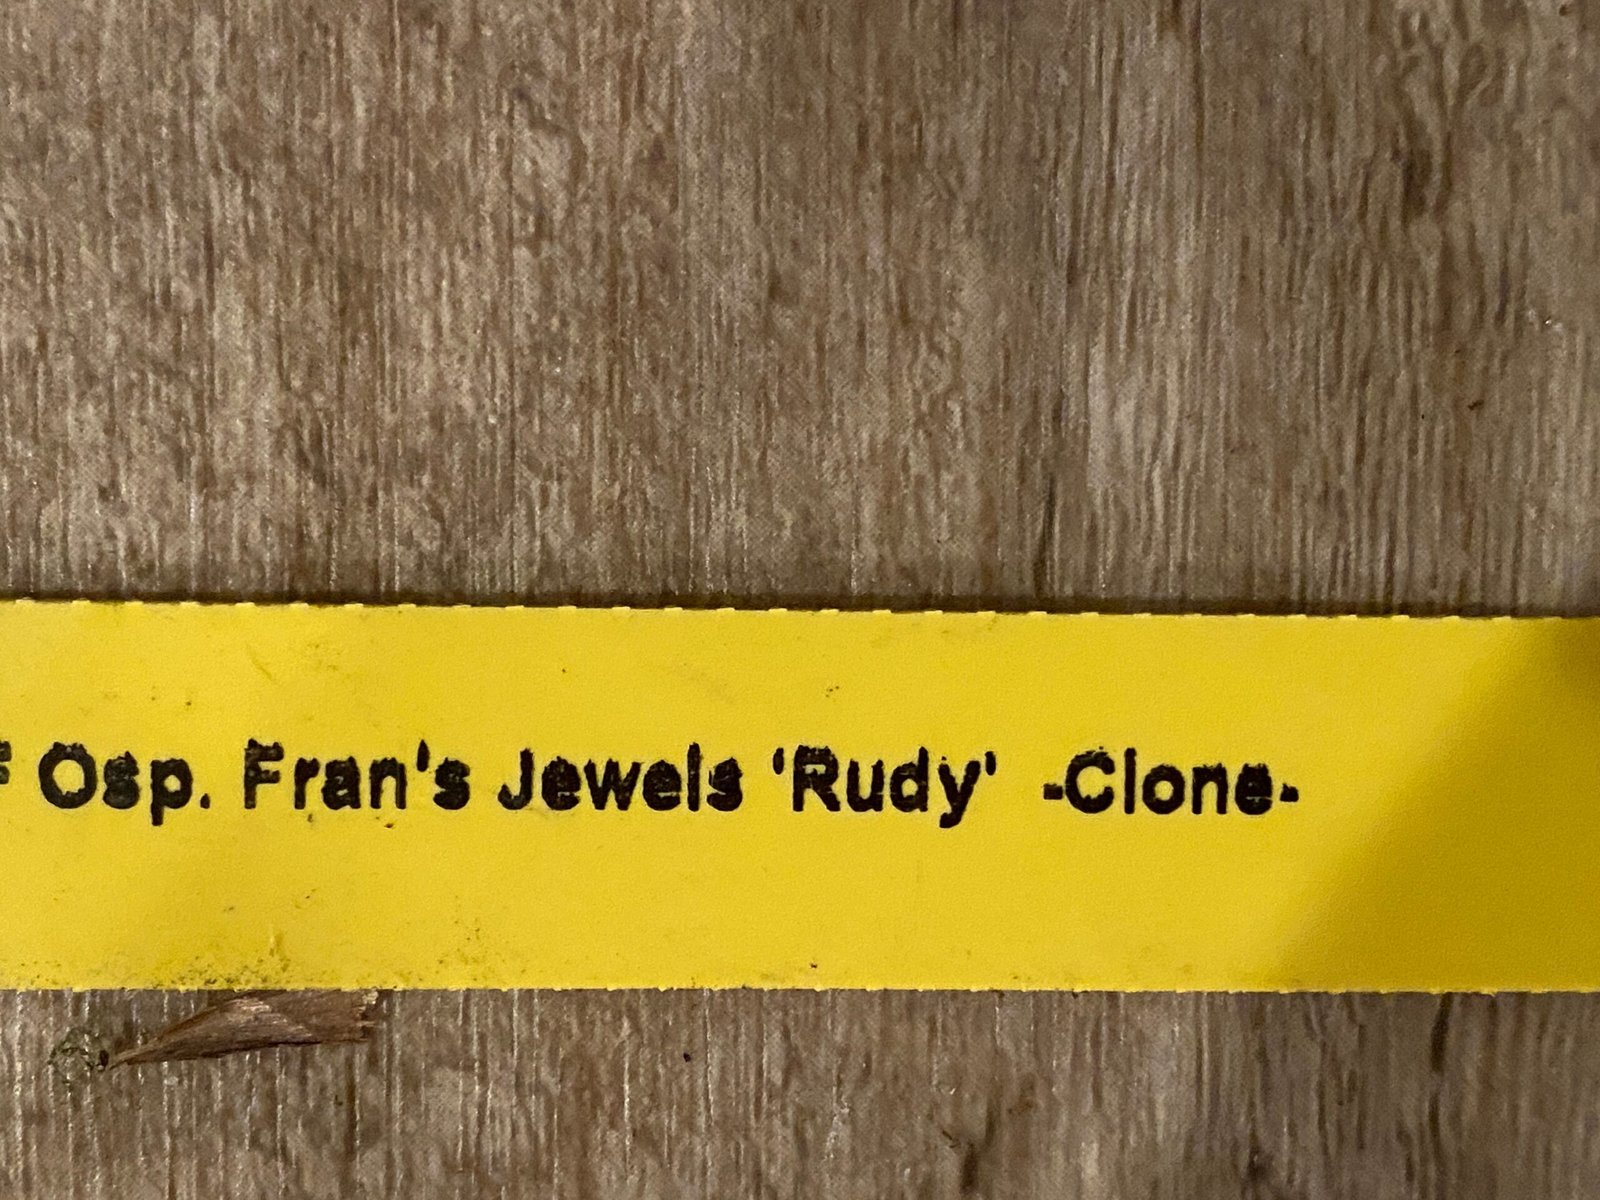 Osp. Fran's Jewels 'Rudy' -Clone-